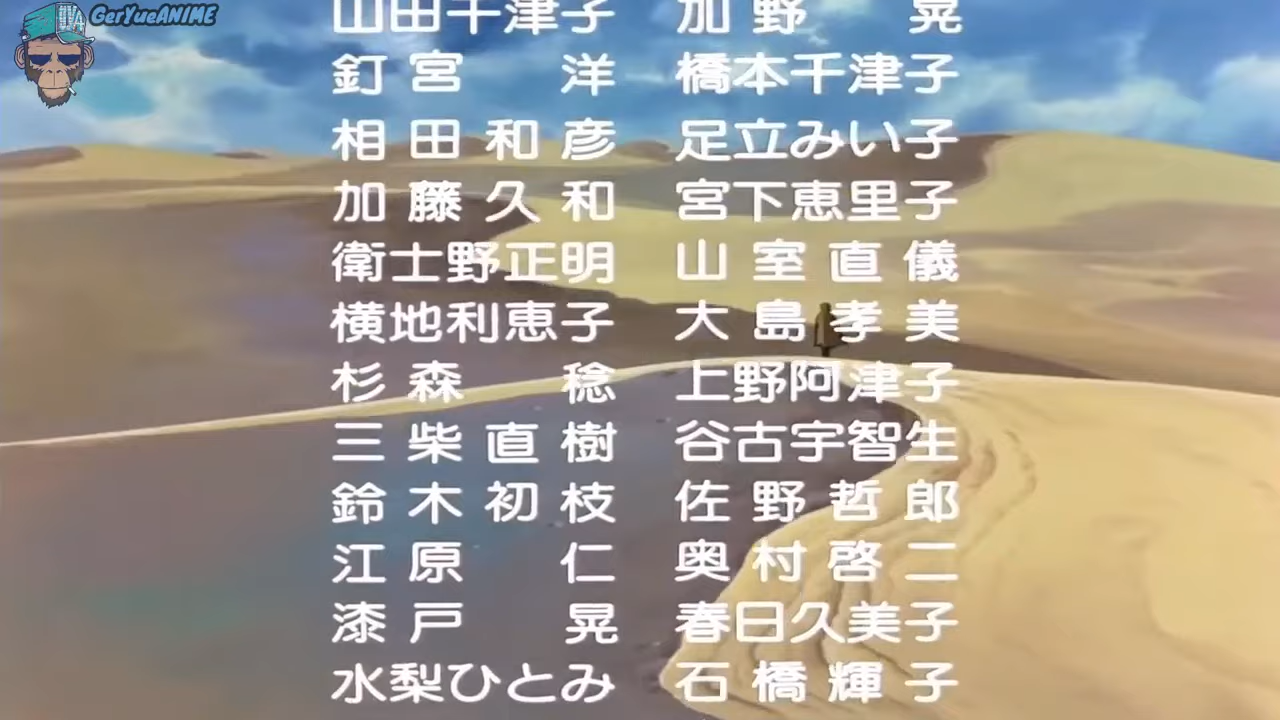 GerYueANIME
山田千津子 加野 晃
釘宮 洋 橋本千津子
相田和彦 足立みい子
加藤久和 宮下恵里子
衛士野正明 山室直儀
横地利恵子 大島孝美
杉森 稔 上野阿津子
三柴直樹 谷古宇智生
鈴木初枝 佐野哲郎
江原 仁 奥村啓二
漆戸 晃 春日久美子
水梨ひとみ 石橋輝子